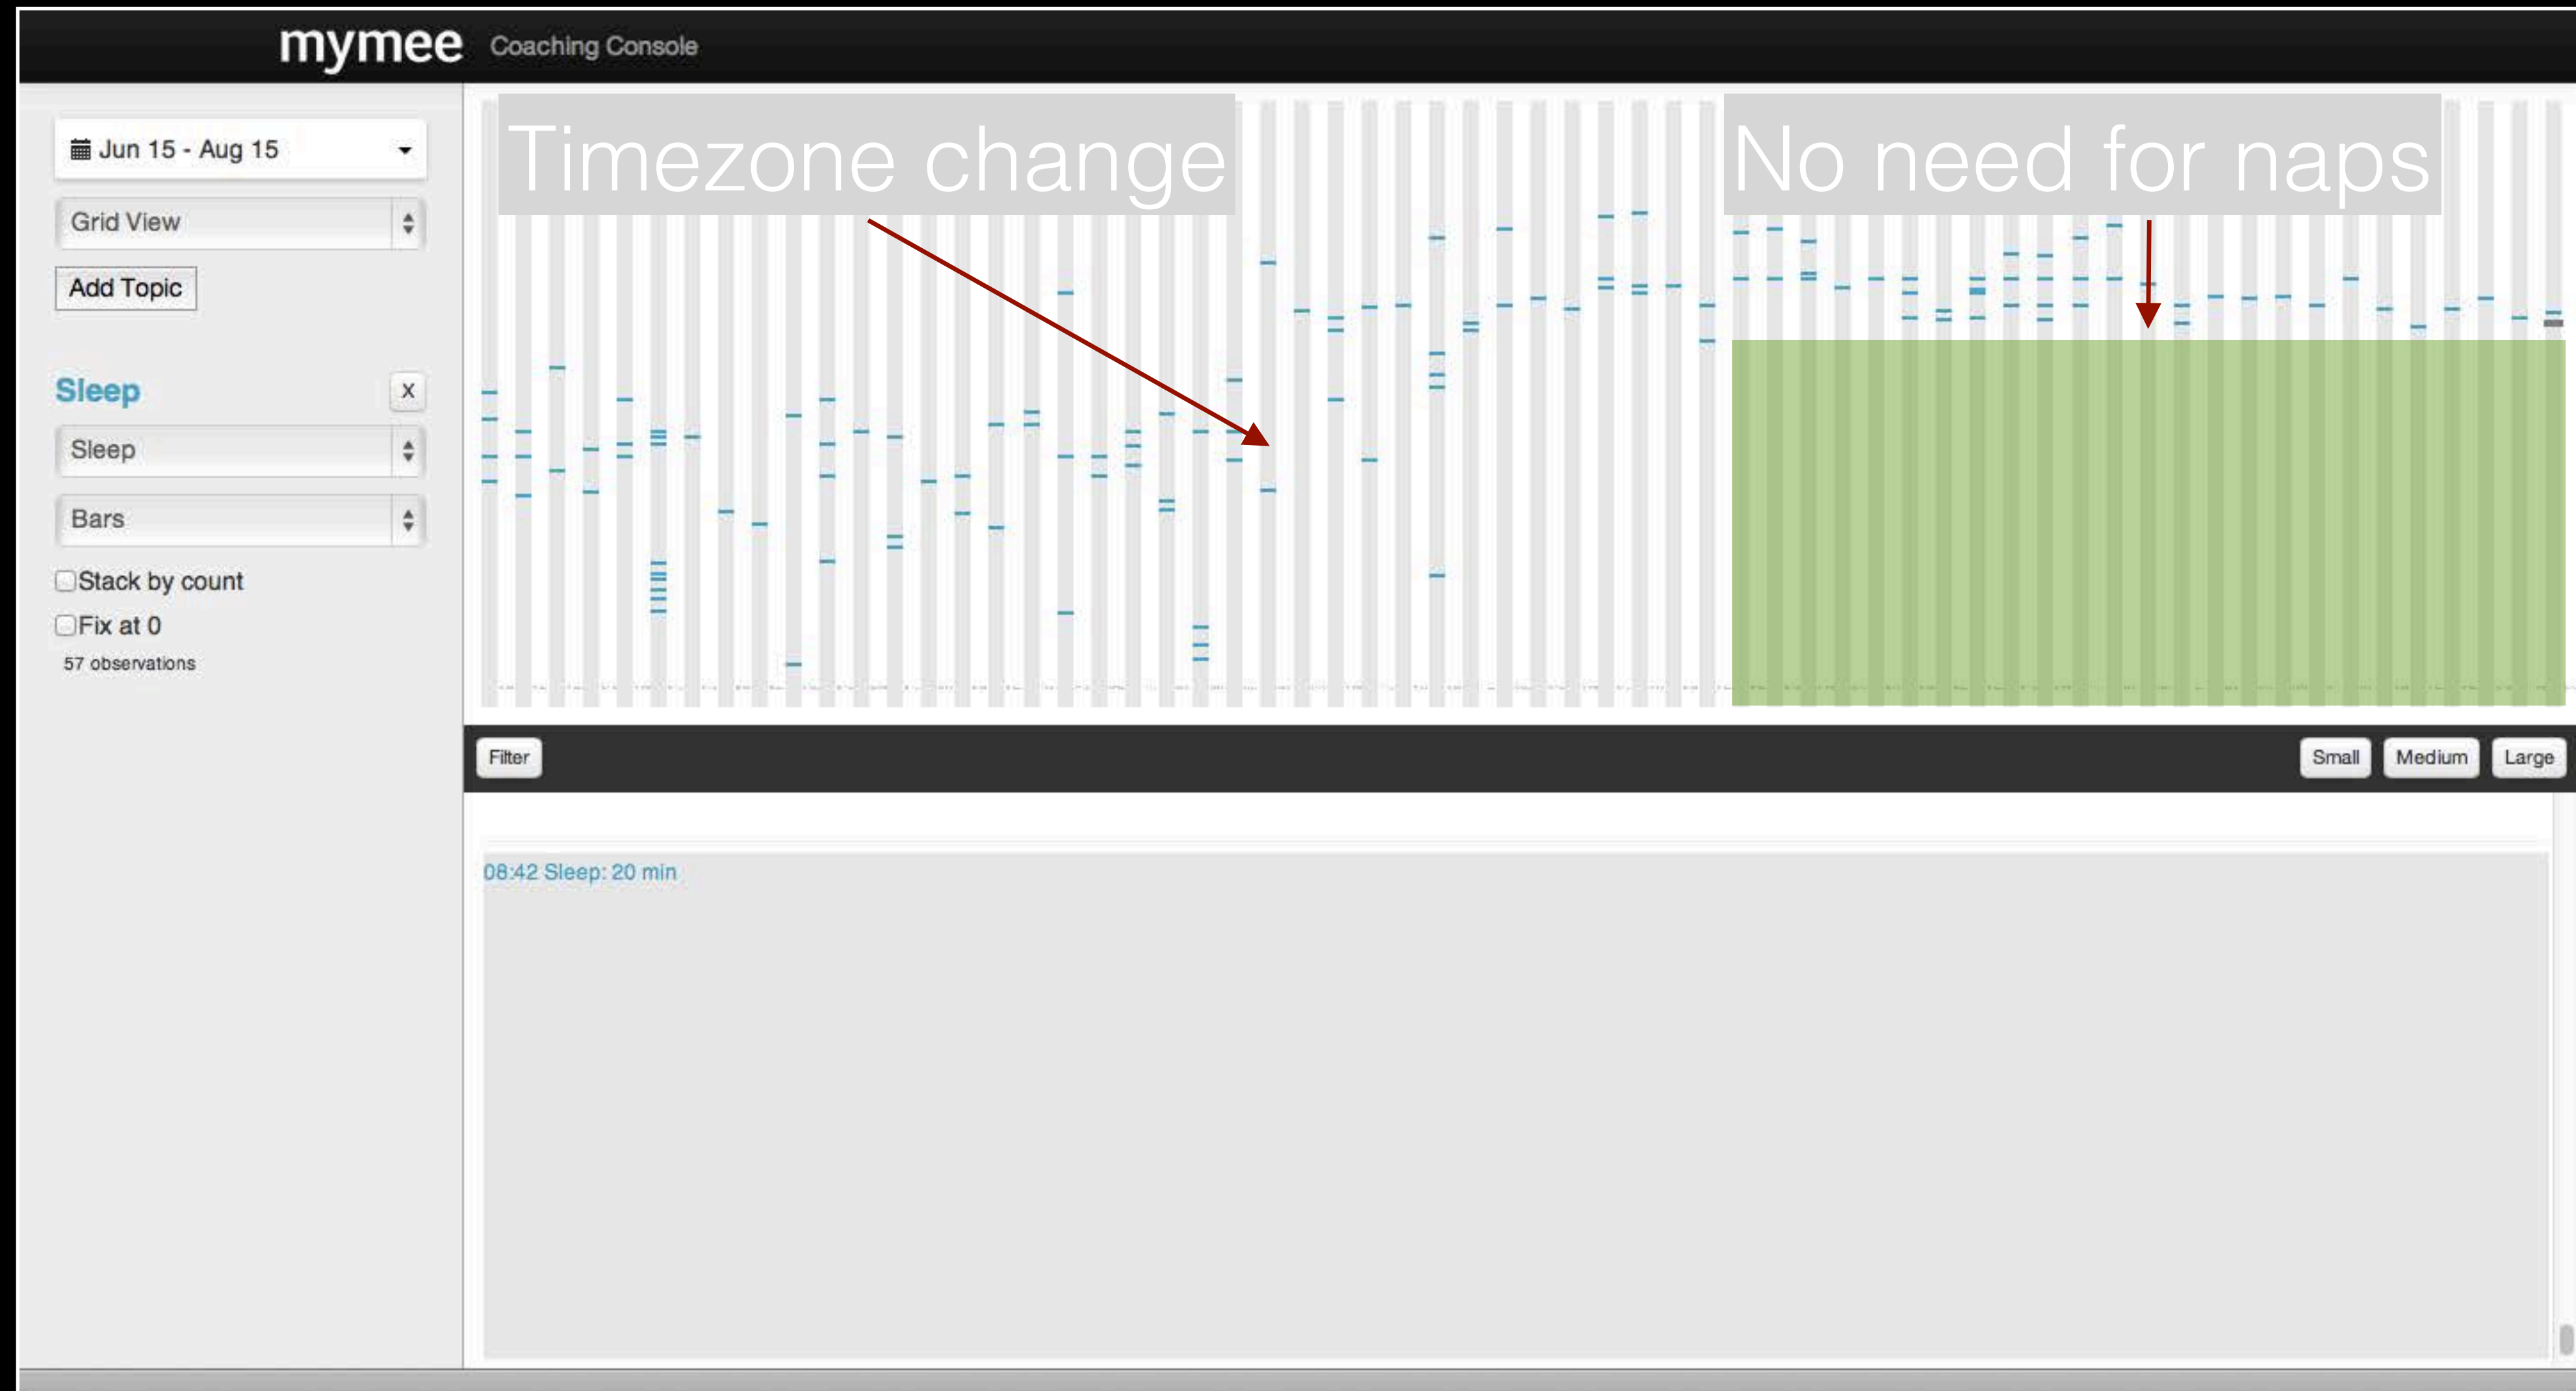 mymee Coaching Console
Jun 15 - Aug 15
Grid View
Add Topic
Sleep
X
Sleep
Bars
Stack by count
Fix at 0
57 observations
Timezone change
No need for naps
Filter
Small
Medium
Large
08:42 Sleep: 20 min